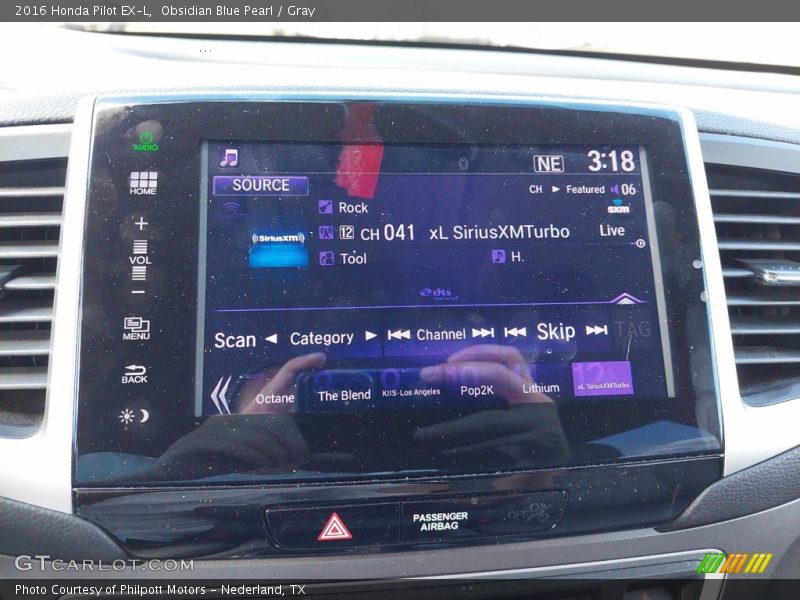 2016 Honda Pilot EX-L, Obsidian Blue Pearl / Gray
AUDIO
NE 3:18
SOURCE
CH ► Featured 06
HOME
Rock
sxm
+
((SiriusXM))
12 CH 041 xL SiriusXMTurbo Live
VOL
Tool
H.
−
dts
MENU
Scan ◄ Category ► Channel Skip TAG
BACK
Octane The Blend KIIS-Los Angeles Pop2K Lithium xL SiriusXMTurbo
PASSENGER
AIRBAG
OFF
GTCARLOT.COM
Photo Courtesy of Philpott Motors - Nederland, TX